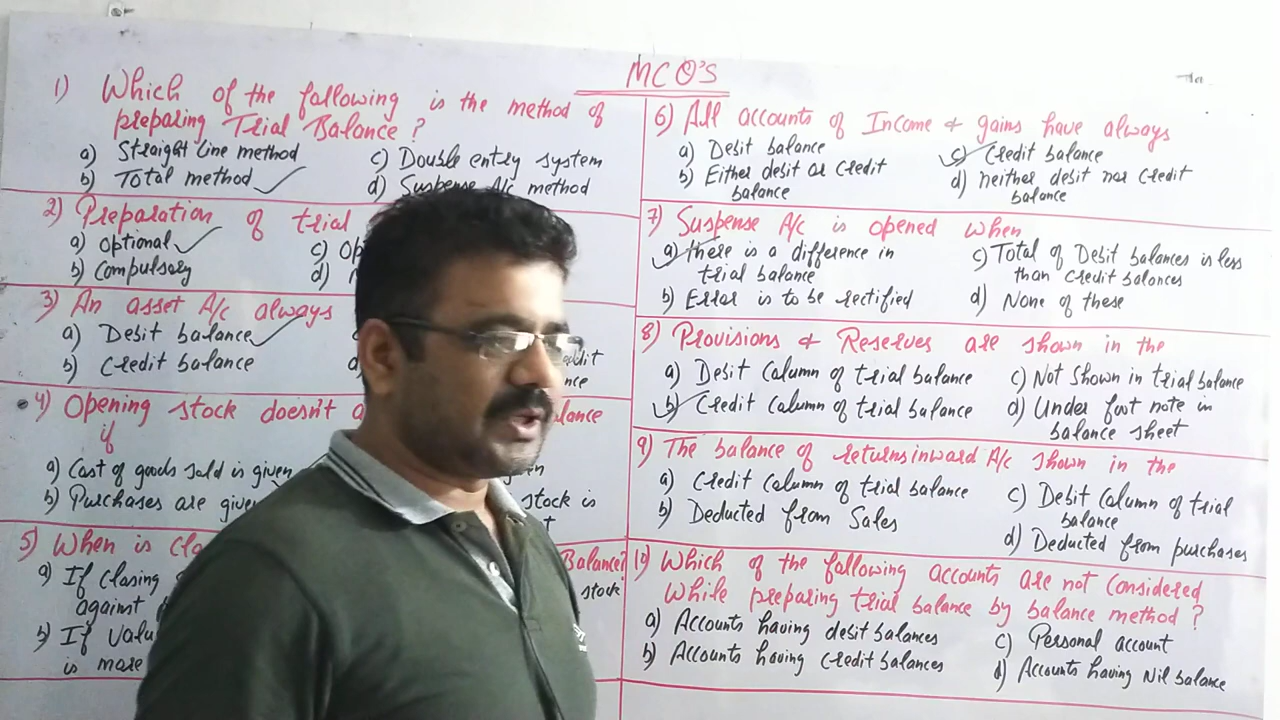 MCQ'S
1) Which of the following is the method of
preparing Trial Balance?
a) Straight line method
b) Total method ✓
c) Double entry system
d) Suspense A/c method
2) Preparation of trial
a) optional ✓
b) Compulsory
c)
d)
3) An asset A/c always
a) Debit balance ✓
b) Credit balance
4) Opening stock doesn't
if
a) Cost of goods sold is given
b) Purchases are given
stock is
5) When is
Balance?
a) If closing
against
stock
b) If
is more
6) All accounts of Income & gains have always
a) Debit balance
b) Either debit or credit
balance
✓ c) Credit balance
d) neither debit nor credit
balance
7) Suspense A/c is opened when
✓ a) there is a difference in
trial balance
b) Error is to be rectified
c) Total of Debit balances is less
than credit balances
d) None of these
8) Provisions & Reserves are shown in the
a) Debit Column of trial balance
✓ b) Credit Column of trial balance
c) Not shown in trial balance
d) Under foot note in
balance sheet
9) The balance of returns inward A/c shown in the
a) Credit Column of trial balance
b) Deducted from Sales
c) Debit Column of trial
balance
d) Deducted from purchases
10) Which of the following accounts are not considered
while preparing trial balance by balance method?
a) Accounts having debit balances
b) Accounts having credit balances
c) Personal account
d) Accounts having Nil balance